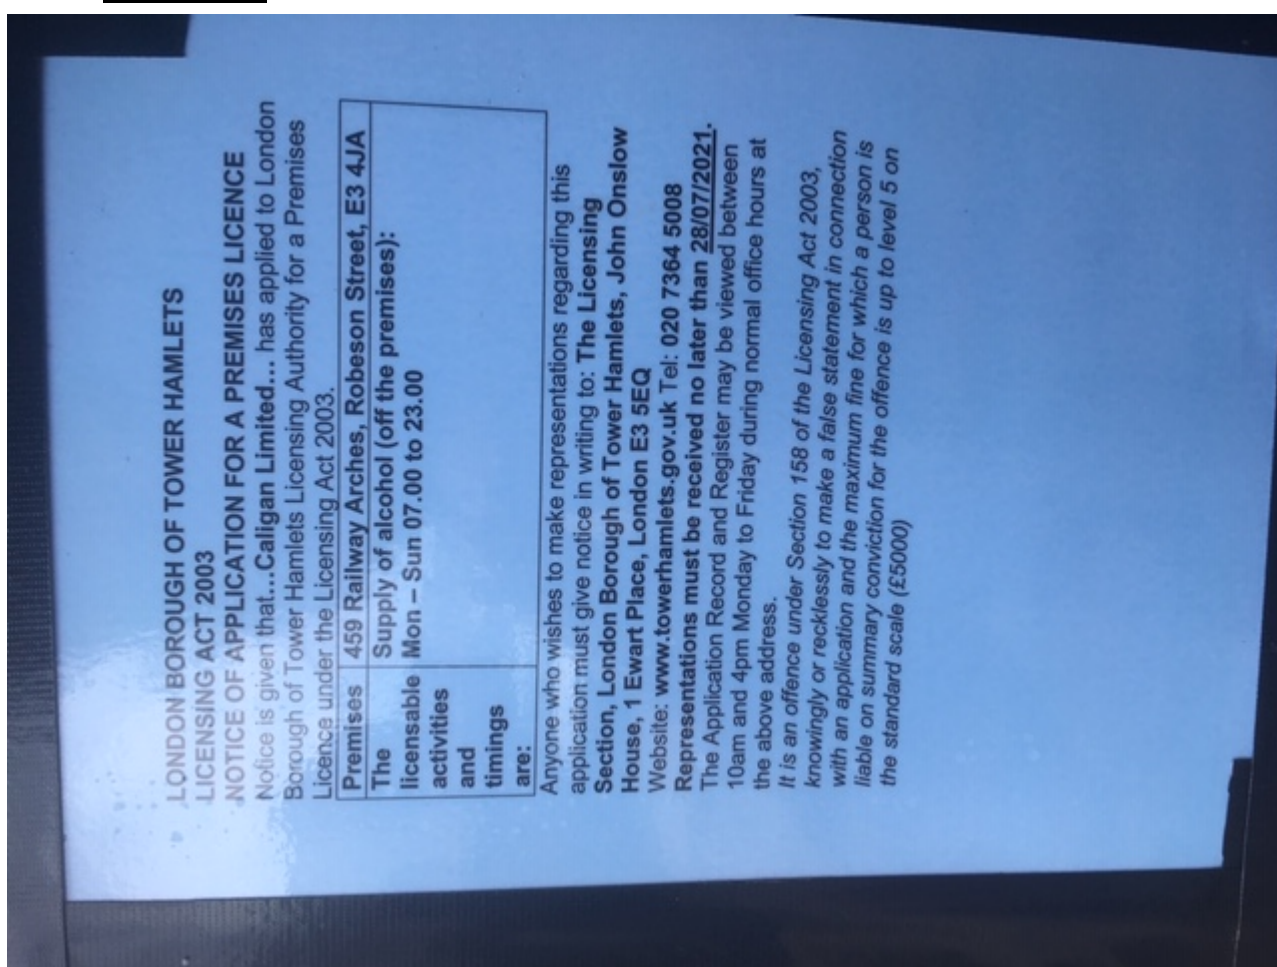 LONDON BOROUGH OF TOWER HAMLETS
LICENSING ACT 2003
NOTICE OF APPLICATION FOR A PREMISES LICENCE
Notice is given that...Caligan Limited... has applied to London
Borough of Tower Hamlets Licensing Authority for a Premises
Licence under the Licensing Act 2003.
Premises 459 Railway Arches, Robeson Street, E3 4JA
The Supply of alcohol (off the premises):
licensable Mon – Sun 07.00 to 23.00
activities
and
timings
are:
Anyone who wishes to make representations regarding this
application must give notice in writing to: The Licensing
Section, London Borough of Tower Hamlets, John Onslow
House, 1 Ewart Place, London E3 5EQ
Website: www.towerhamlets.gov.uk Tel: 020 7364 5008
Representations must be received no later than 28/07/2021.
The Application Record and Register may be viewed between
10am and 4pm Monday to Friday during normal office hours at
the above address.
It is an offence under Section 158 of the Licensing Act 2003,
knowingly or recklessly to make a false statement in connection
with an application and the maximum fine for which a person is
liable on summary conviction for the offence is up to level 5 on
the standard scale (£5000)